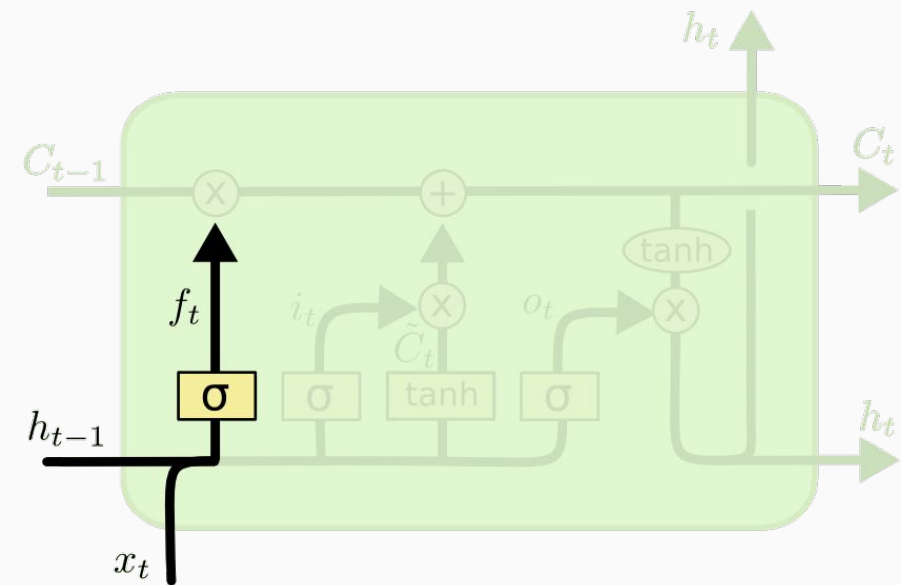 h_t
C_{t-1}
C_t
x
+
tanh
f_t
i_t
x
o_t
x
C̃_t
σ
σ
tanh
σ
h_{t-1}
h_t
x_t